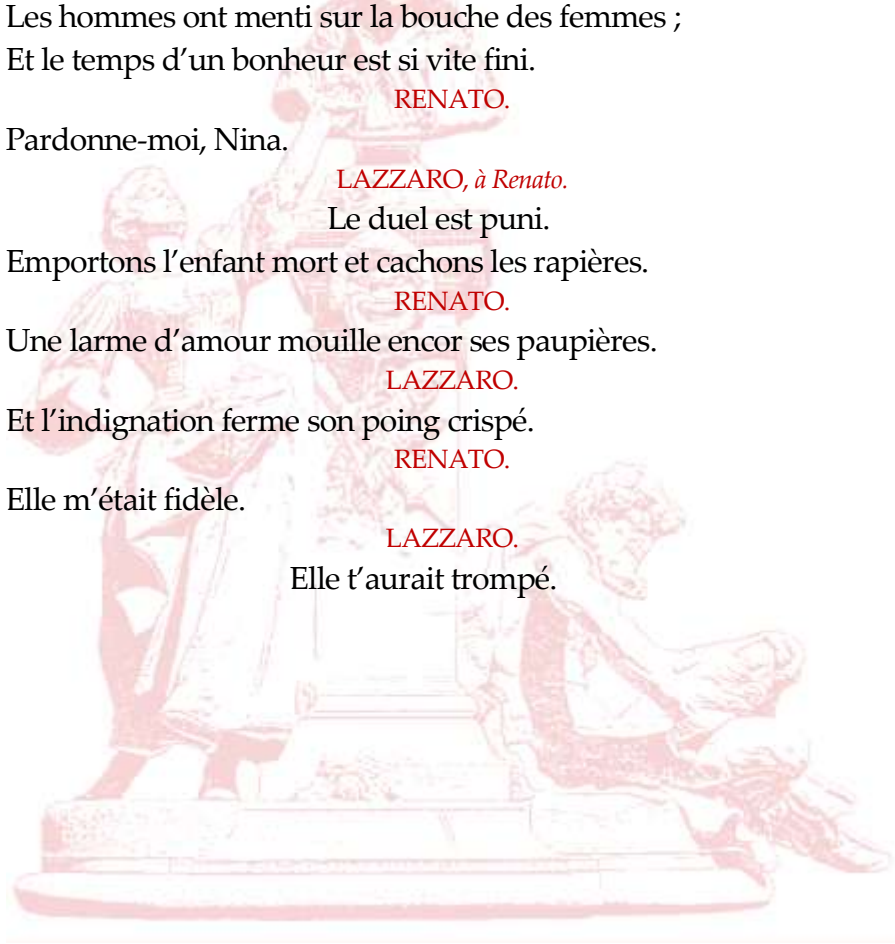 Les hommes ont menti sur la bouche des femmes ;
Et le temps d’un bonheur est si vite fini.
RENATO.
Pardonne-moi, Nina.
LAZZARO, à Renato.
Le duel est puni.
Emportons l’enfant mort et cachons les rapières.
RENATO.
Une larme d’amour mouille encor ses paupières.
LAZZARO.
Et l’indignation ferme son poing crispé.
RENATO.
Elle m’était fidèle.
LAZZARO.
Elle t’aurait trompé.